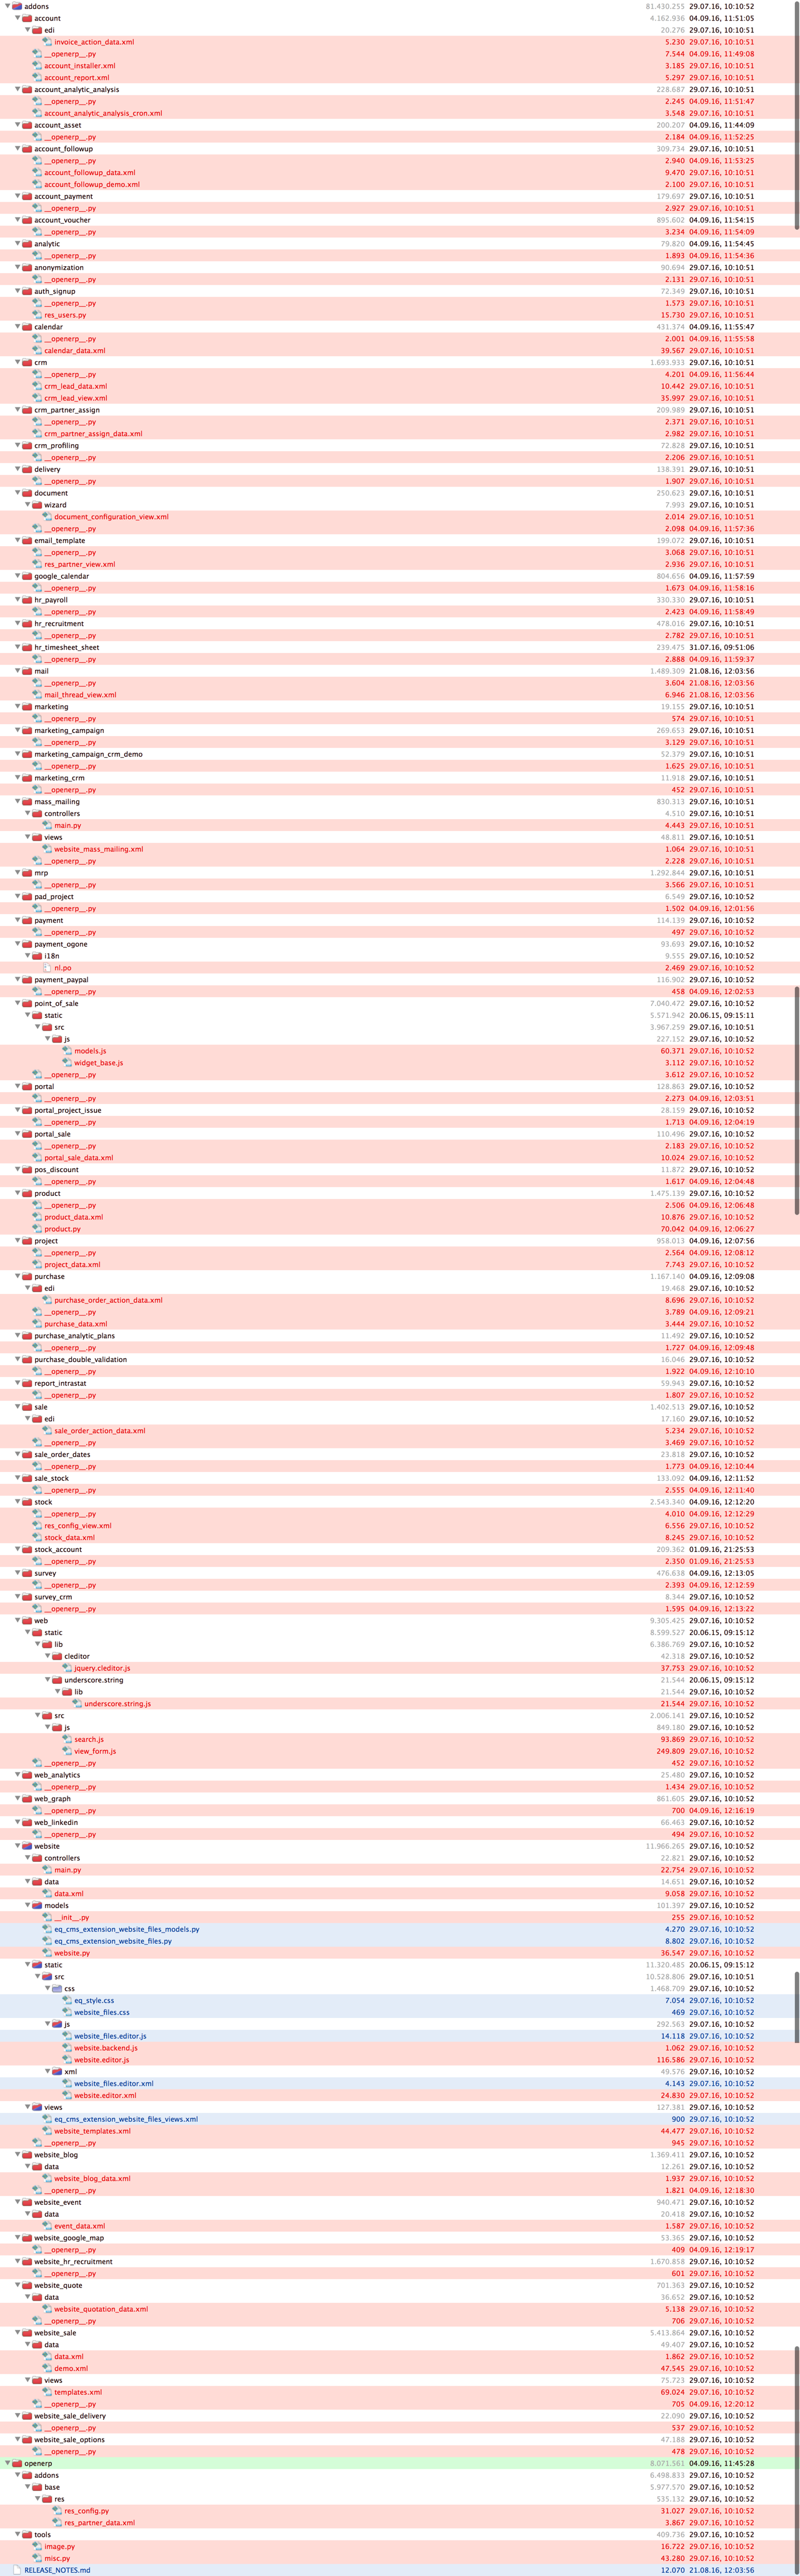 addons 81.430.255 29.07.16, 10:10:52
account 4.162.936 04.09.16, 11:51:05
edi 20.276 29.07.16, 10:10:51
invoice_action_data.xml 5.230 29.07.16, 10:10:51
__openerp__.py 7.544 04.09.16, 11:49:08
account_installer.xml 3.185 29.07.16, 10:10:51
account_report.xml 5.297 29.07.16, 10:10:51
account_analytic_analysis 228.687 29.07.16, 10:10:51
__openerp__.py 2.245 04.09.16, 11:51:47
account_analytic_analysis_cron.xml 3.548 29.07.16, 10:10:51
account_asset 200.207 04.09.16, 11:44:09
__openerp__.py 2.184 04.09.16, 11:52:25
account_followup 309.734 29.07.16, 10:10:51
__openerp__.py 2.940 04.09.16, 11:53:25
account_followup_data.xml 9.470 29.07.16, 10:10:51
account_followup_demo.xml 2.100 29.07.16, 10:10:51
account_payment 179.697 29.07.16, 10:10:51
__openerp__.py 2.927 29.07.16, 10:10:51
account_voucher 895.602 04.09.16, 11:54:15
__openerp__.py 3.234 04.09.16, 11:54:09
analytic 79.820 04.09.16, 11:54:45
__openerp__.py 1.893 04.09.16, 11:54:36
anonymization 90.694 29.07.16, 10:10:51
__openerp__.py 2.131 29.07.16, 10:10:51
auth_signup 72.349 29.07.16, 10:10:51
__openerp__.py 1.573 29.07.16, 10:10:51
res_users.py 15.730 29.07.16, 10:10:51
calendar 431.374 04.09.16, 11:55:47
__openerp__.py 2.001 04.09.16, 11:55:58
calendar_data.xml 39.567 29.07.16, 10:10:51
crm 1.693.933 29.07.16, 10:10:51
__openerp__.py 4.201 04.09.16, 11:56:44
crm_lead_data.xml 10.442 29.07.16, 10:10:51
crm_lead_view.xml 35.997 29.07.16, 10:10:51
crm_partner_assign 209.989 29.07.16, 10:10:51
__openerp__.py 2.371 29.07.16, 10:10:51
crm_partner_assign_data.xml 2.982 29.07.16, 10:10:51
crm_profiling 72.828 29.07.16, 10:10:51
__openerp__.py 2.206 29.07.16, 10:10:51
delivery 138.391 29.07.16, 10:10:51
__openerp__.py 1.907 29.07.16, 10:10:51
document 250.623 29.07.16, 10:10:51
wizard 7.993 29.07.16, 10:10:51
document_configuration_view.xml 2.014 29.07.16, 10:10:51
__openerp__.py 2.098 04.09.16, 11:57:36
email_template 199.072 29.07.16, 10:10:51
__openerp__.py 3.068 29.07.16, 10:10:51
res_partner_view.xml 2.936 29.07.16, 10:10:51
google_calendar 804.656 04.09.16, 11:57:59
__openerp__.py 1.673 04.09.16, 11:58:16
hr_payroll 330.330 29.07.16, 10:10:51
__openerp__.py 2.423 04.09.16, 11:58:49
hr_recruitment 478.016 29.07.16, 10:10:51
__openerp__.py 2.782 29.07.16, 10:10:51
hr_timesheet_sheet 239.475 31.07.16, 09:51:06
__openerp__.py 2.888 04.09.16, 11:59:37
mail 1.489.309 21.08.16, 12:03:56
__openerp__.py 3.604 21.08.16, 12:03:56
mail_thread_view.xml 6.946 21.08.16, 12:03:56
marketing 19.155 29.07.16, 10:10:51
__openerp__.py 574 29.07.16, 10:10:51
marketing_campaign 269.653 29.07.16, 10:10:51
__openerp__.py 3.129 29.07.16, 10:10:51
marketing_campaign_crm_demo 52.379 29.07.16, 10:10:51
__openerp__.py 1.625 29.07.16, 10:10:51
marketing_crm 11.918 29.07.16, 10:10:51
__openerp__.py 452 29.07.16, 10:10:51
mass_mailing 830.313 29.07.16, 10:10:51
controllers 4.510 29.07.16, 10:10:51
main.py 4.443 29.07.16, 10:10:51
views 48.811 29.07.16, 10:10:51
website_mass_mailing.xml 1.064 29.07.16, 10:10:51
__openerp__.py 2.228 29.07.16, 10:10:51
mrp 1.292.844 29.07.16, 10:10:51
__openerp__.py 3.566 29.07.16, 10:10:51
pad_project 6.549 29.07.16, 10:10:51
__openerp__.py 1.502 04.09.16, 12:01:56
payment 114.139 29.07.16, 10:10:52
__openerp__.py 497 29.07.16, 10:10:52
payment_ogone 93.693 29.07.16, 10:10:52
i18n 9.555 29.07.16, 10:10:52
nl.po 2.469 29.07.16, 10:10:52
payment_paypal 116.902 29.07.16, 10:10:52
__openerp__.py 458 04.09.16, 12:02:53
point_of_sale 7.040.472 29.07.16, 10:10:52
static 5.571.942 20.06.15, 09:15:11
src 3.967.259 29.07.16, 10:10:51
js 227.152 29.07.16, 10:10:52
models.js 60.371 29.07.16, 10:10:52
widget_base.js 3.112 29.07.16, 10:10:52
__openerp__.py 3.612 29.07.16, 10:10:52
portal 128.863 29.07.16, 10:10:52
__openerp__.py 2.273 04.09.16, 12:03:51
portal_project_issue 28.159 29.07.16, 10:10:52
__openerp__.py 1.713 04.09.16, 12:04:19
portal_sale 110.496 29.07.16, 10:10:52
__openerp__.py 2.183 29.07.16, 10:10:52
portal_sale_data.xml 10.024 29.07.16, 10:10:52
pos_discount 11.872 29.07.16, 10:10:52
__openerp__.py 1.617 04.09.16, 12:04:48
product 1.475.139 29.07.16, 10:10:52
__openerp__.py 2.506 04.09.16, 12:06:48
product_data.xml 10.876 29.07.16, 10:10:52
product.py 70.042 04.09.16, 12:06:27
project 958.013 04.09.16, 12:07:56
__openerp__.py 2.564 04.09.16, 12:08:12
project_data.xml 7.743 29.07.16, 10:10:52
purchase 1.167.140 04.09.16, 12:09:08
edi 19.468 29.07.16, 10:10:52
purchase_order_action_data.xml 8.696 29.07.16, 10:10:52
__openerp__.py 3.789 04.09.16, 12:09:21
purchase_data.xml 3.444 29.07.16, 10:10:52
purchase_analytic_plans 11.492 29.07.16, 10:10:52
__openerp__.py 1.727 04.09.16, 12:09:48
purchase_double_validation 16.046 29.07.16, 10:10:52
__openerp__.py 1.922 04.09.16, 12:10:10
report_intrastat 59.943 29.07.16, 10:10:52
__openerp__.py 1.807 29.07.16, 10:10:52
sale 1.402.513 29.07.16, 10:10:52
edi 17.160 29.07.16, 10:10:52
sale_order_action_data.xml 5.234 29.07.16, 10:10:52
__openerp__.py 3.469 29.07.16, 10:10:52
sale_order_dates 23.818 29.07.16, 10:10:52
__openerp__.py 1.773 04.09.16, 12:10:44
sale_stock 133.092 04.09.16, 12:11:52
__openerp__.py 2.555 04.09.16, 12:11:40
stock 2.543.340 04.09.16, 12:12:20
__openerp__.py 4.010 04.09.16, 12:12:29
res_config_view.xml 6.556 29.07.16, 10:10:52
stock_data.xml 8.245 29.07.16, 10:10:52
stock_account 209.362 01.09.16, 21:25:53
__openerp__.py 2.350 01.09.16, 21:25:53
survey 476.638 04.09.16, 12:13:05
__openerp__.py 2.393 04.09.16, 12:12:59
survey_crm 8.344 29.07.16, 10:10:52
__openerp__.py 1.595 04.09.16, 12:13:22
web 9.305.425 29.07.16, 10:10:52
static 8.599.527 20.06.15, 09:15:12
lib 6.386.769 29.07.16, 10:10:52
cleditor 42.318 29.07.16, 10:10:52
jquery.cleditor.js 37.753 29.07.16, 10:10:52
underscore.string 21.544 20.06.15, 09:15:12
lib 21.544 29.07.16, 10:10:52
underscore.string.js 21.544 29.07.16, 10:10:52
src 2.006.141 29.07.16, 10:10:52
js 849.180 29.07.16, 10:10:52
search.js 93.869 29.07.16, 10:10:52
view_form.js 249.809 29.07.16, 10:10:52
__openerp__.py 452 29.07.16, 10:10:52
web_analytics 25.480 29.07.16, 10:10:52
__openerp__.py 1.434 29.07.16, 10:10:52
web_graph 861.605 29.07.16, 10:10:52
__openerp__.py 700 04.09.16, 12:16:19
web_linkedin 66.463 29.07.16, 10:10:52
__openerp__.py 494 29.07.16, 10:10:52
website 11.966.265 29.07.16, 10:10:52
controllers 22.821 29.07.16, 10:10:52
main.py 22.754 29.07.16, 10:10:52
data 14.651 29.07.16, 10:10:52
data.xml 9.058 29.07.16, 10:10:52
models 101.397 29.07.16, 10:10:52
__init__.py 255 29.07.16, 10:10:52
eq_cms_extension_website_files_models.py 4.270 29.07.16, 10:10:52
eq_cms_extension_website_files.py 8.802 29.07.16, 10:10:52
website.py 36.547 29.07.16, 10:10:52
static 11.320.485 20.06.15, 09:15:12
src 10.528.806 29.07.16, 10:10:51
css 1.468.709 29.07.16, 10:10:52
eq_style.css 7.054 29.07.16, 10:10:52
website_files.css 469 29.07.16, 10:10:52
js 292.563 29.07.16, 10:10:52
website_files.editor.js 14.118 29.07.16, 10:10:52
website.backend.js 1.062 29.07.16, 10:10:52
website.editor.js 116.586 29.07.16, 10:10:52
xml 49.576 29.07.16, 10:10:52
website_files.editor.xml 4.143 29.07.16, 10:10:52
website.editor.xml 24.830 29.07.16, 10:10:52
views 127.381 29.07.16, 10:10:52
eq_cms_extension_website_files_views.xml 900 29.07.16, 10:10:52
website_templates.xml 44.477 29.07.16, 10:10:52
__openerp__.py 945 29.07.16, 10:10:52
website_blog 1.369.411 29.07.16, 10:10:52
data 12.261 29.07.16, 10:10:52
website_blog_data.xml 1.937 29.07.16, 10:10:52
__openerp__.py 1.821 04.09.16, 12:18:30
website_event 940.471 29.07.16, 10:10:52
data 20.418 29.07.16, 10:10:52
event_data.xml 1.587 29.07.16, 10:10:52
website_google_map 53.365 29.07.16, 10:10:52
__openerp__.py 409 04.09.16, 12:19:17
website_hr_recruitment 1.670.858 29.07.16, 10:10:52
__openerp__.py 601 29.07.16, 10:10:52
website_quote 701.363 29.07.16, 10:10:52
data 36.652 29.07.16, 10:10:52
website_quotation_data.xml 5.138 29.07.16, 10:10:52
__openerp__.py 706 29.07.16, 10:10:52
website_sale 5.413.864 29.07.16, 10:10:52
data 49.407 29.07.16, 10:10:52
data.xml 1.862 29.07.16, 10:10:52
demo.xml 47.545 29.07.16, 10:10:52
views 75.723 29.07.16, 10:10:52
templates.xml 69.024 29.07.16, 10:10:52
__openerp__.py 705 04.09.16, 12:20:12
website_sale_delivery 22.090 29.07.16, 10:10:52
__openerp__.py 537 29.07.16, 10:10:52
website_sale_options 47.188 29.07.16, 10:10:52
__openerp__.py 478 29.07.16, 10:10:52
openerp 8.071.561 04.09.16, 11:45:28
addons 6.498.833 29.07.16, 10:10:52
base 5.977.570 29.07.16, 10:10:52
res 535.132 29.07.16, 10:10:52
res_config.py 31.027 29.07.16, 10:10:52
res_partner_data.xml 3.867 29.07.16, 10:10:52
tools 409.736 29.07.16, 10:10:52
image.py 16.722 29.07.16, 10:10:52
misc.py 43.280 29.07.16, 10:10:52
RELEASE_NOTES.md 12.070 21.08.16, 12:03:56